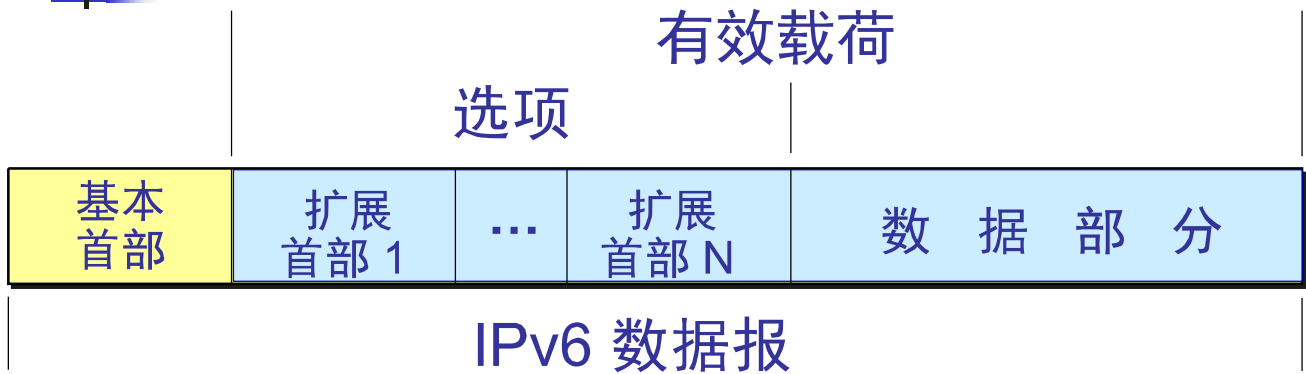 有效载荷
选项
基本
首部
扩展
首部 1
...
扩展
首部 N
数 据 部 分
IPv6 数据报